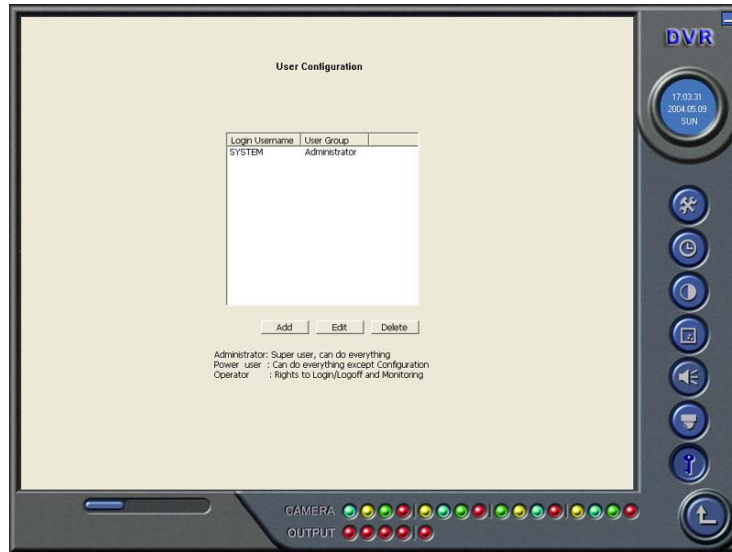 DVR
User Configuration
17:03:31
2004.05.09
SUN
Login Username User Group
SYSTEM Administrator
Add Edit Delete
Administrator: Super user, can do everything
Power user : Can do everything except Configuration
Operator : Rights to Login/Logoff and Monitoring
CAMERA
OUTPUT